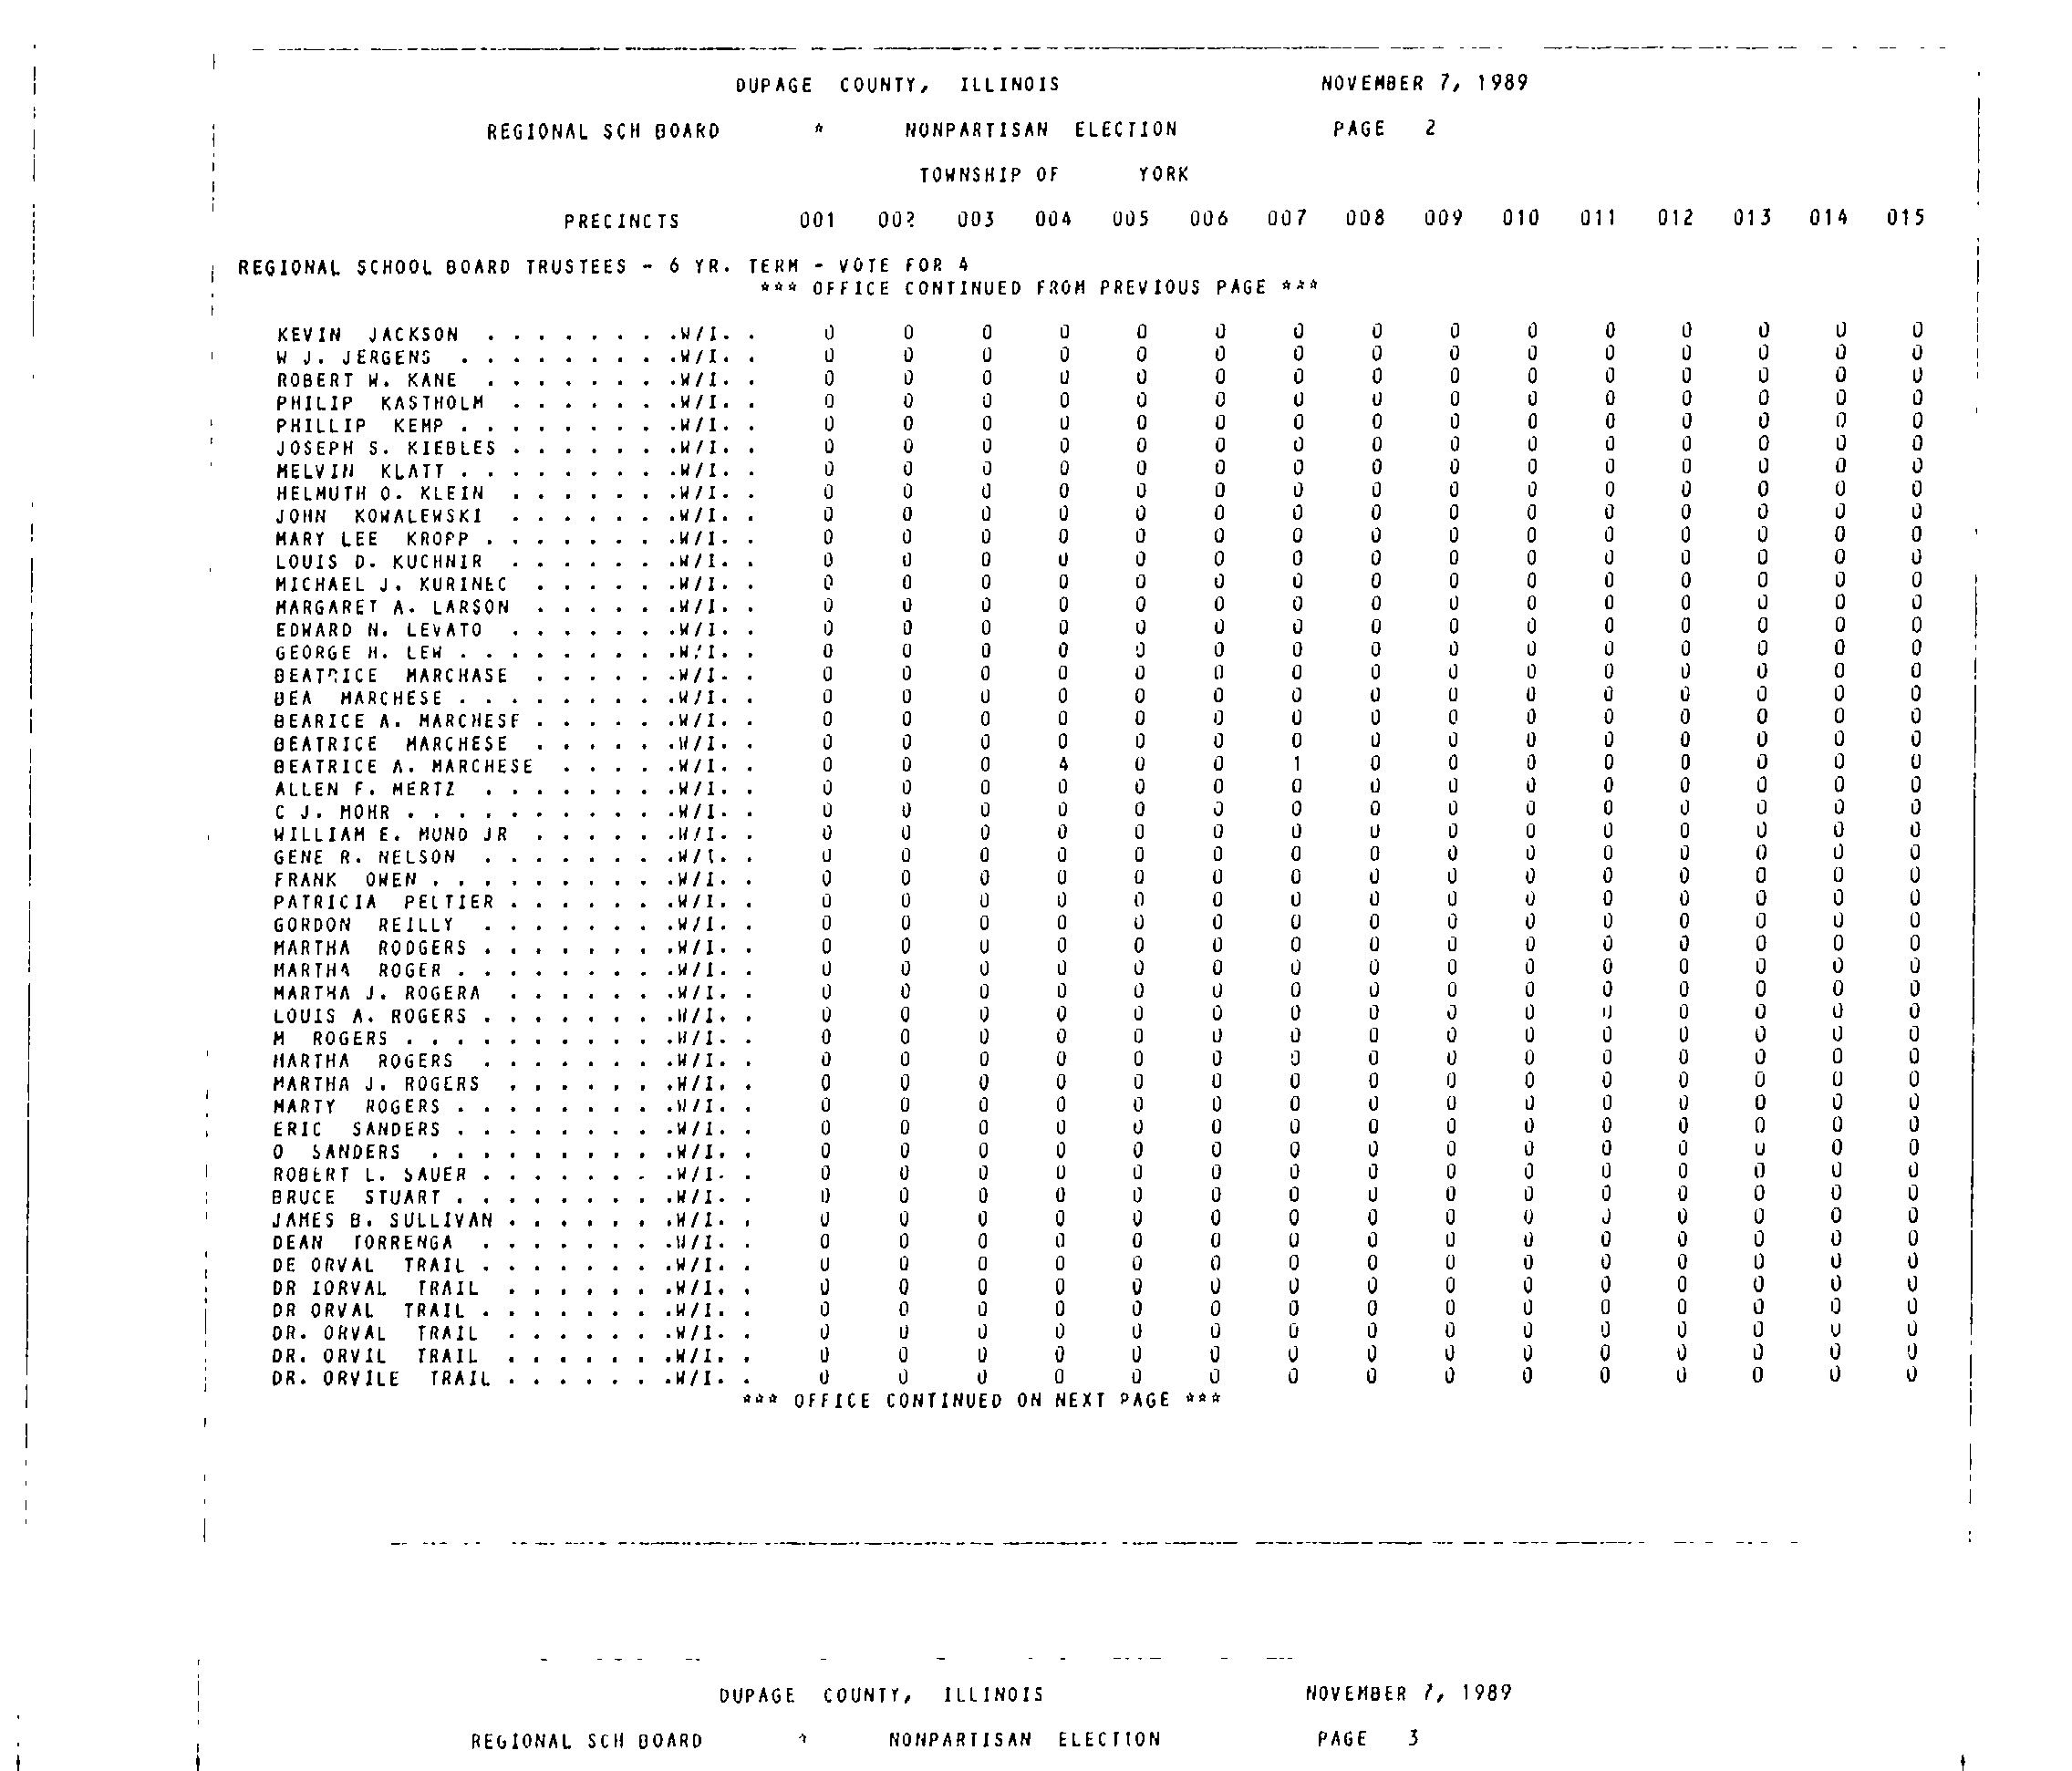 DUPAGE COUNTY, ILLINOIS NOVEMBER 7, 1989
REGIONAL SCH BOARD * NONPARTISAN ELECTION PAGE 2
TOWNSHIP OF YORK
PRECINCTS 001 002 003 004 005 006 007 008 009 010 011 012 013 014 015
REGIONAL SCHOOL BOARD TRUSTEES - 6 YR. TERM - VOTE FOR 4
*** OFFICE CONTINUED FROM PREVIOUS PAGE ***
KEVIN JACKSON . . . . . . . .W/I. . 0 0 0 0 0 0 0 0 0 0 0 0 0 0 0
W J. JERGENS . . . . . . . . .W/I. . 0 0 0 0 0 0 0 0 0 0 0 0 0 0 0
ROBERT W. KANE . . . . . . . .W/I. . 0 0 0 0 0 0 0 0 0 0 0 0 0 0 0
PHILIP KASTHOLM . . . . . . .W/I. . 0 0 0 0 0 0 0 0 0 0 0 0 0 0 0
PHILLIP KEMP . . . . . . . . .W/I. . 0 0 0 0 0 0 0 0 0 0 0 0 0 0 0
JOSEPH S. KIEBLES . . . . . . .W/I. . 0 0 0 0 0 0 0 0 0 0 0 0 0 0 0
MELVIN KLATT . . . . . . . . .W/I. . 0 0 0 0 0 0 0 0 0 0 0 0 0 0 0
HELMUTH O. KLEIN . . . . . . .W/I. . 0 0 0 0 0 0 0 0 0 0 0 0 0 0 0
JOHN KOWALEWSKI . . . . . . .W/I. . 0 0 0 0 0 0 0 0 0 0 0 0 0 0 0
MARY LEE KROPP . . . . . . . .W/I. . 0 0 0 0 0 0 0 0 0 0 0 0 0 0 0
LOUIS D. KUCHNIR . . . . . . .W/I. . 0 0 0 0 0 0 0 0 0 0 0 0 0 0 0
MICHAEL J. KURINEC . . . . . .W/I. . 0 0 0 0 0 0 0 0 0 0 0 0 0 0 0
MARGARET A. LARSON . . . . . .W/I. . 0 0 0 0 0 0 0 0 0 0 0 0 0 0 0
EDWARD N. LEVATO . . . . . . .W/I. . 0 0 0 0 0 0 0 0 0 0 0 0 0 0 0
GEORGE H. LEW . . . . . . . . .W/I. . 0 0 0 0 0 0 0 0 0 0 0 0 0 0 0
BEATRICE MARCHASE . . . . . .W/I. . 0 0 0 0 0 0 0 0 0 0 0 0 0 0 0
BEA MARCHESE . . . . . . . . .W/I. . 0 0 0 0 0 0 0 0 0 0 0 0 0 0 0
BEARICE A. MARCHESE . . . . . .W/I. . 0 0 0 0 0 0 0 0 0 0 0 0 0 0 0
BEATRICE MARCHESE . . . . . .W/I. . 0 0 0 0 0 0 0 0 0 0 0 0 0 0 0
BEATRICE A. MARCHESE . . . . .W/I. . 0 0 0 4 0 0 1 0 0 0 0 0 0 0 0
ALLEN F. MERTZ . . . . . . . .W/I. . 0 0 0 0 0 0 0 0 0 0 0 0 0 0 0
C J. MOHR . . . . . . . . . . .W/I. . 0 0 0 0 0 0 0 0 0 0 0 0 0 0 0
WILLIAM E. MUND JR . . . . . .W/I. . 0 0 0 0 0 0 0 0 0 0 0 0 0 0 0
GENE R. NELSON . . . . . . . .W/I. . 0 0 0 0 0 0 0 0 0 0 0 0 0 0 0
FRANK OWEN . . . . . . . . . .W/I. . 0 0 0 0 0 0 0 0 0 0 0 0 0 0 0
PATRICIA PELTIER . . . . . . .W/I. . 0 0 0 0 0 0 0 0 0 0 0 0 0 0 0
GORDON REILLY . . . . . . . .W/I. . 0 0 0 0 0 0 0 0 0 0 0 0 0 0 0
MARTHA RODGERS . . . . . . . .W/I. . 0 0 0 0 0 0 0 0 0 0 0 0 0 0 0
MARTHA ROGER . . . . . . . . .W/I. . 0 0 0 0 0 0 0 0 0 0 0 0 0 0 0
MARTHA J. ROGERA . . . . . . .W/I. . 0 0 0 0 0 0 0 0 0 0 0 0 0 0 0
LOUIS A. ROGERS . . . . . . . .W/I. . 0 0 0 0 0 0 0 0 0 0 0 0 0 0 0
M ROGERS . . . . . . . . . . .W/I. . 0 0 0 0 0 0 0 0 0 0 0 0 0 0 0
MARTHA ROGERS . . . . . . . .W/I. . 0 0 0 0 0 0 0 0 0 0 0 0 0 0 0
MARTHA J. ROGERS . . . . . . .W/I. . 0 0 0 0 0 0 0 0 0 0 0 0 0 0 0
MARTY ROGERS . . . . . . . . .W/I. . 0 0 0 0 0 0 0 0 0 0 0 0 0 0 0
ERIC SANDERS . . . . . . . . .W/I. . 0 0 0 0 0 0 0 0 0 0 0 0 0 0 0
O SANDERS . . . . . . . . . .W/I. . 0 0 0 0 0 0 0 0 0 0 0 0 0 0 0
ROBERT L. SAUER . . . . . . . .W/I. . 0 0 0 0 0 0 0 0 0 0 0 0 0 0 0
BRUCE STUART . . . . . . . . .W/I. . 0 0 0 0 0 0 0 0 0 0 0 0 0 0 0
JAMES B. SULLIVAN . . . . . . .W/I. . 0 0 0 0 0 0 0 0 0 0 0 0 0 0 0
DEAN TORRENGA . . . . . . . .W/I. . 0 0 0 0 0 0 0 0 0 0 0 0 0 0 0
DE ORVAL TRAIL . . . . . . . .W/I. . 0 0 0 0 0 0 0 0 0 0 0 0 0 0 0
DR IORVAL TRAIL . . . . . . .W/I. . 0 0 0 0 0 0 0 0 0 0 0 0 0 0 0
DR ORVAL TRAIL . . . . . . . .W/I. . 0 0 0 0 0 0 0 0 0 0 0 0 0 0 0
DR. ORVAL TRAIL . . . . . . .W/I. . 0 0 0 0 0 0 0 0 0 0 0 0 0 0 0
DR. ORVIL TRAIL . . . . . . .W/I. . 0 0 0 0 0 0 0 0 0 0 0 0 0 0 0
DR. ORVILE TRAIL . . . . . . .W/I. . 0 0 0 0 0 0 0 0 0 0 0 0 0 0 0
*** OFFICE CONTINUED ON NEXT PAGE ***
DUPAGE COUNTY, ILLINOIS NOVEMBER 7, 1989
REGIONAL SCH BOARD * NONPARTISAN ELECTION PAGE 3